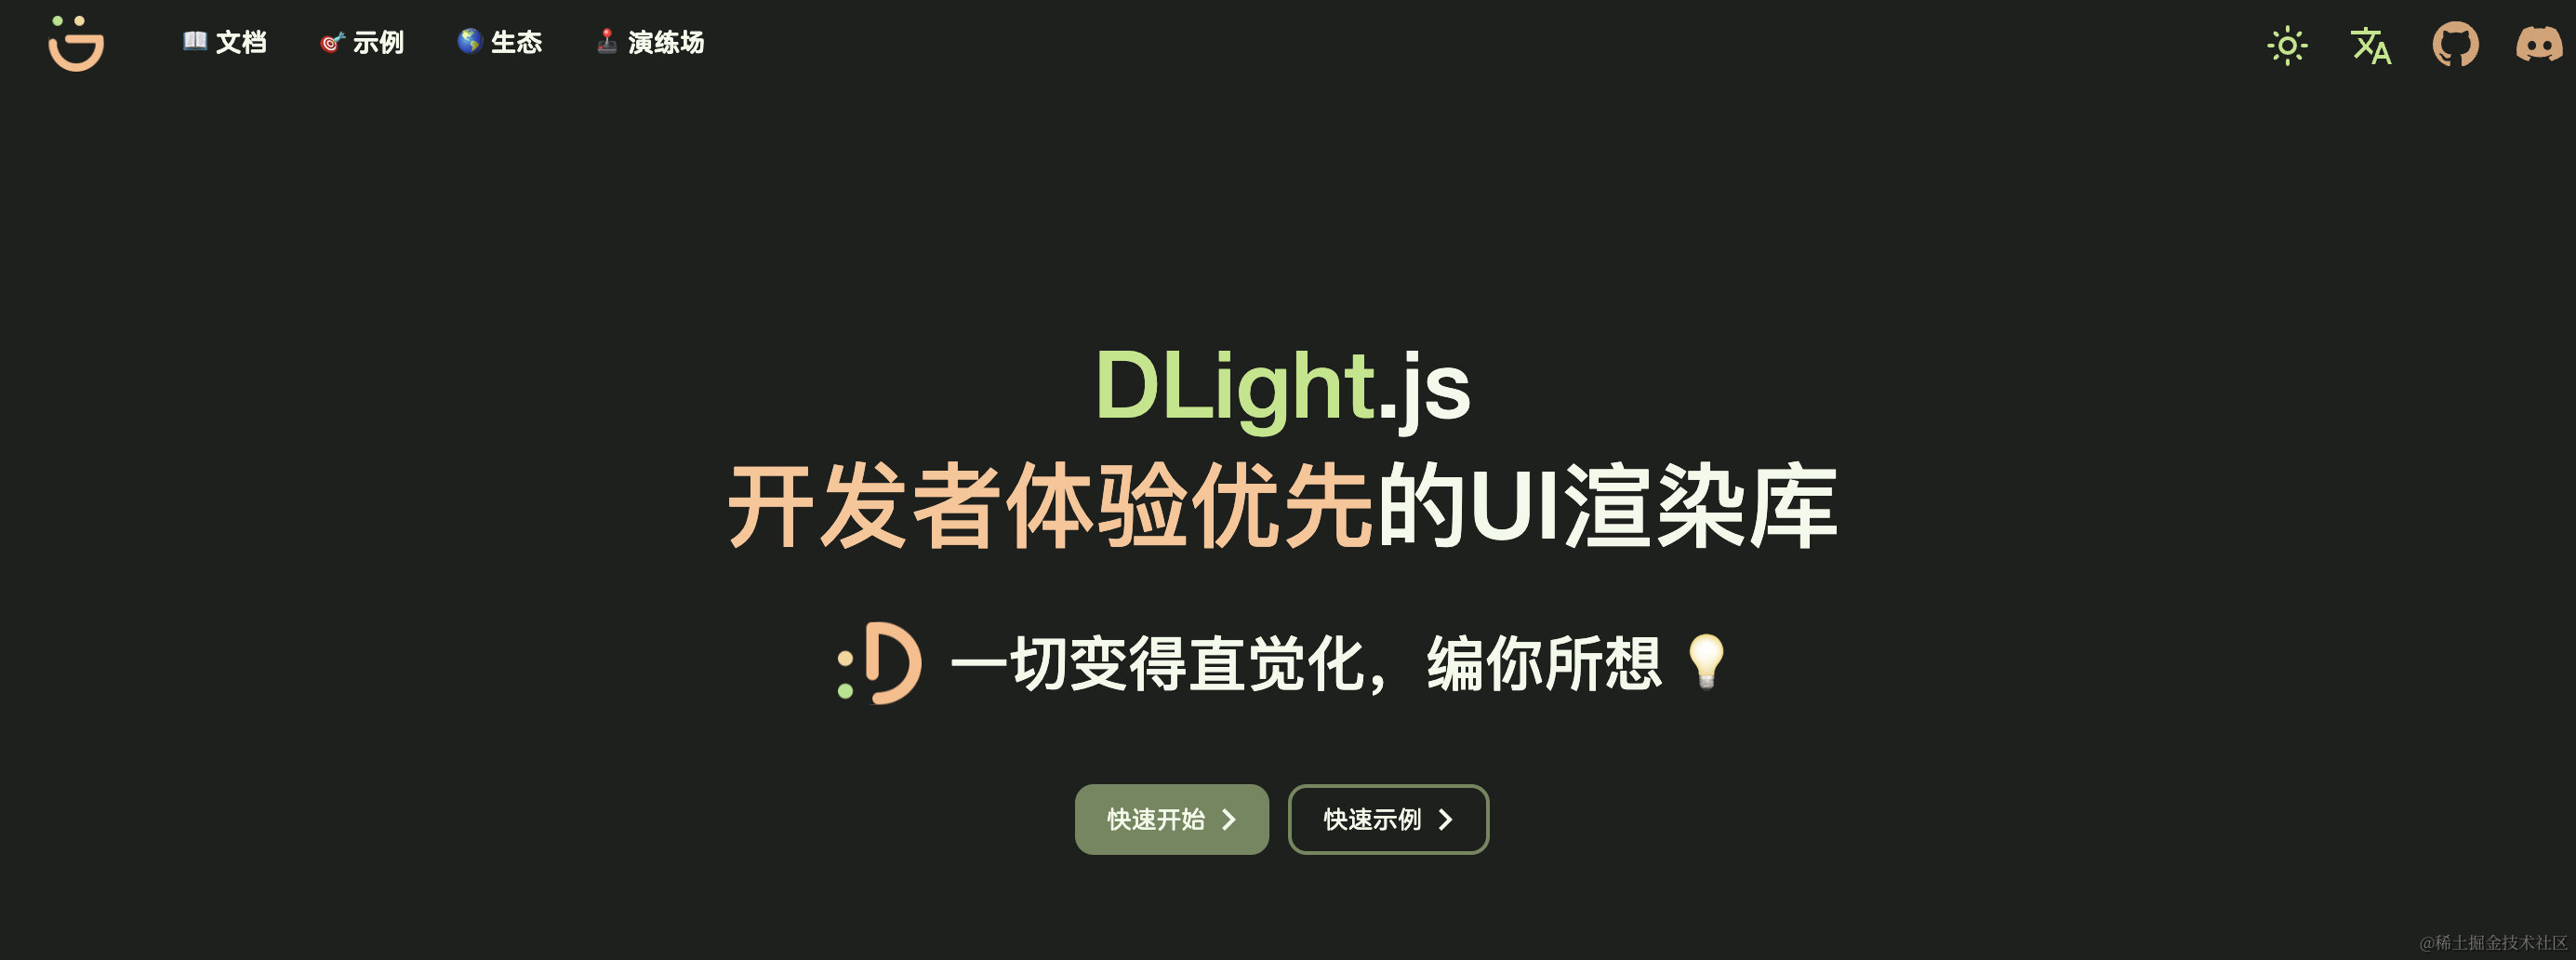 文档
示例
生态
演练场
DLight.js
开发者体验优先的UI渲染库
一切变得直觉化，编你所想
快速开始
快速示例
@稀土掘金技术社区